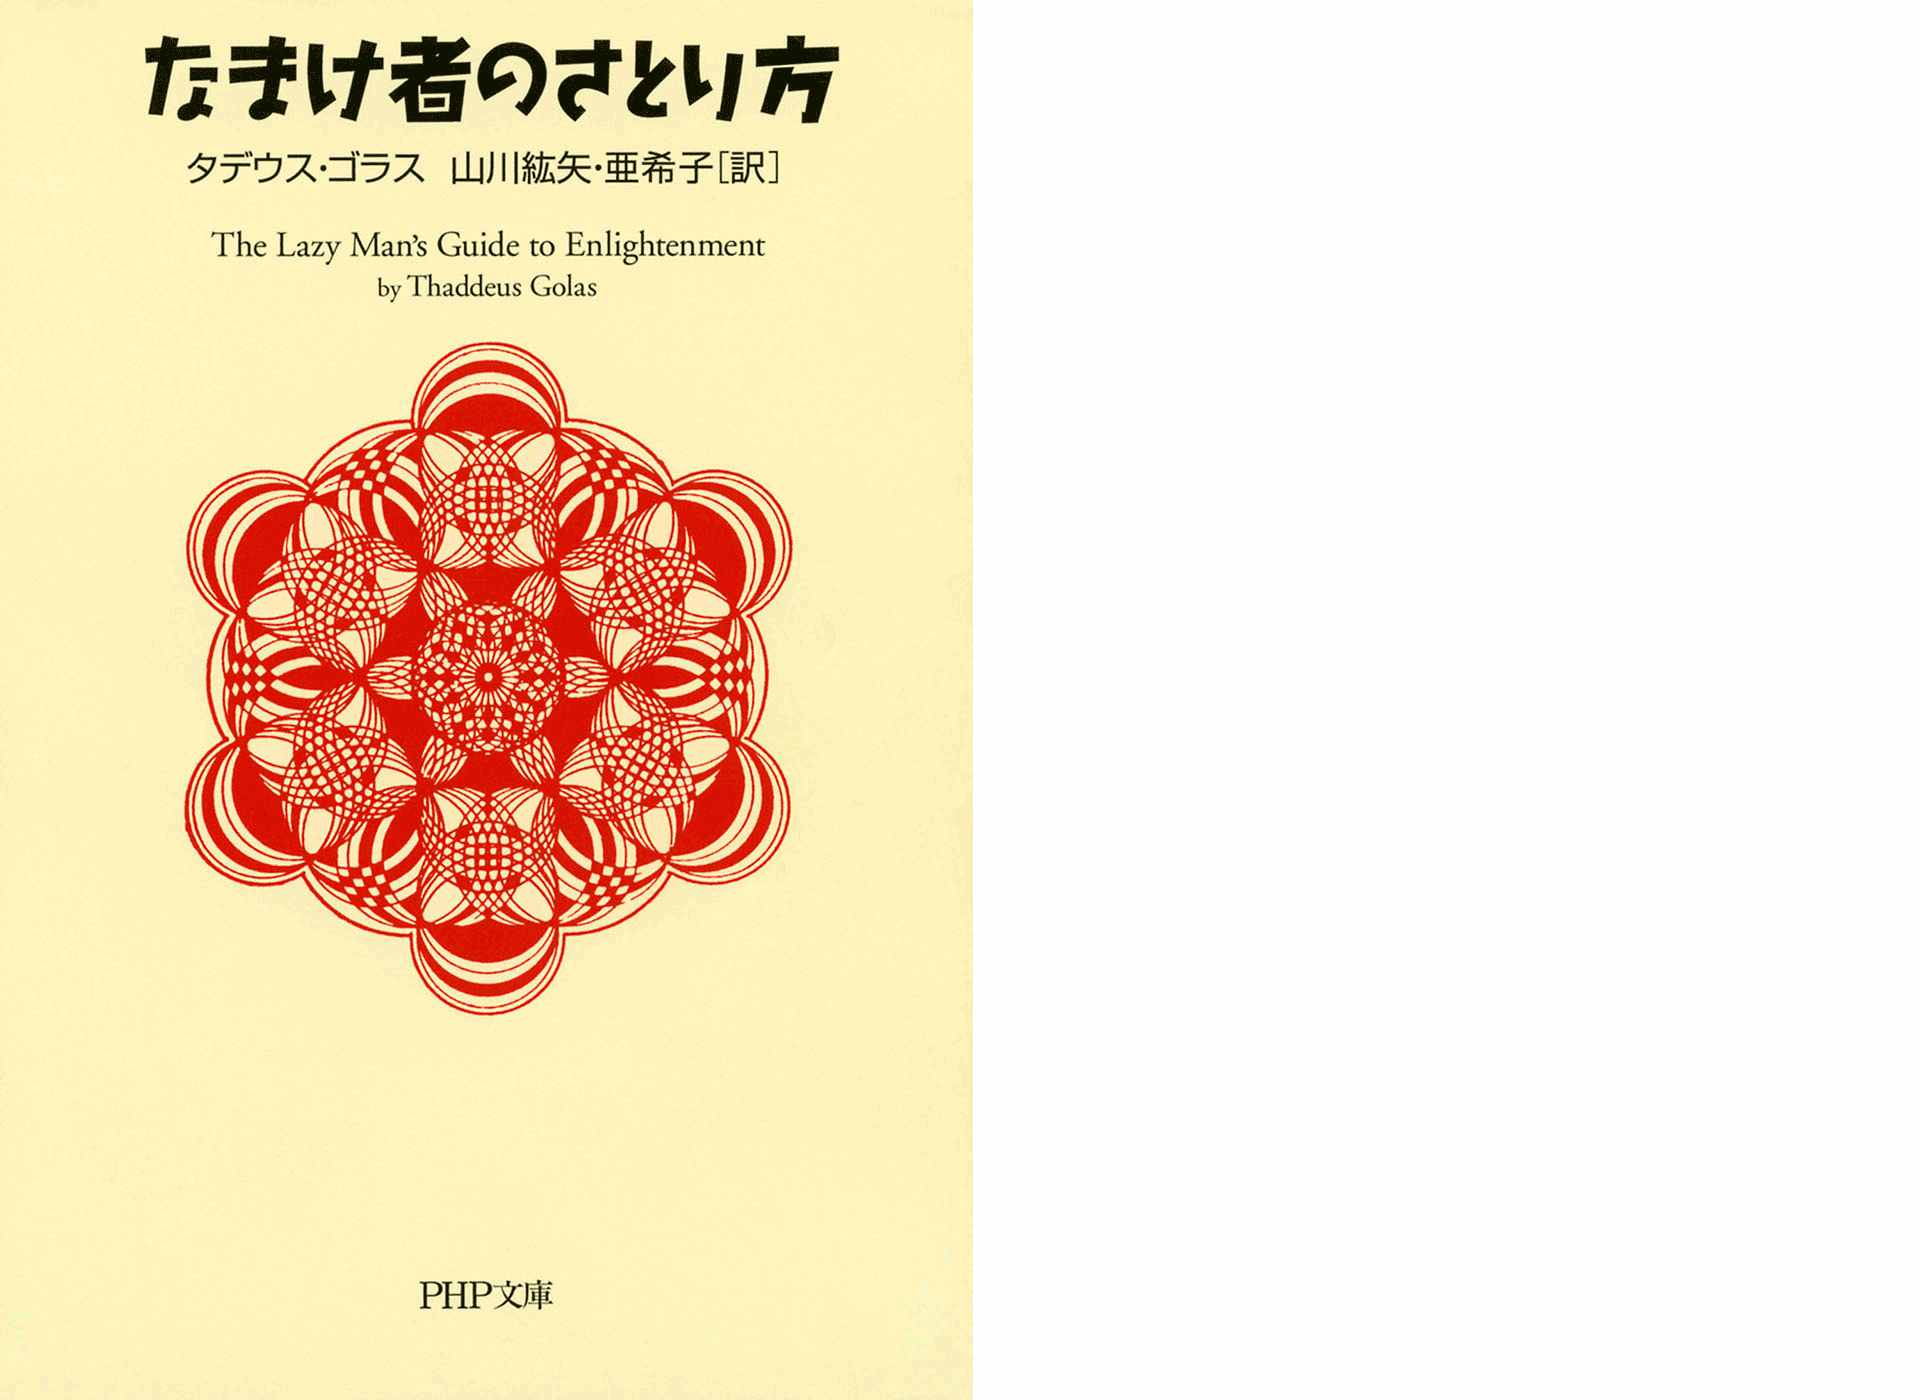 なまけ者のさとり方
タデウス・ゴラス 山川紘矢・亜希子[訳]
The Lazy Man's Guide to Enlightenment
by Thaddeus Golas
PHP文庫